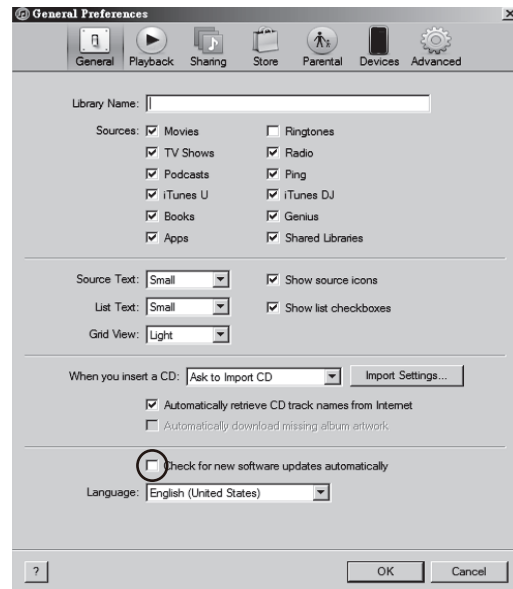 General Preferences
General Playback Sharing Store Parental Devices Advanced
Library Name:
Sources: Movies Ringtones
TV Shows Radio
Podcasts Ping
iTunes U iTunes DJ
Books Genius
Apps Shared Libraries
Source Text: Small Show source icons
List Text: Small Show list checkboxes
Grid View: Light
When you insert a CD: Ask to Import CD Import Settings...
Automatically retrieve CD track names from Internet
Automatically download missing album artwork
Check for new software updates automatically
Language: English (United States)
? OK Cancel